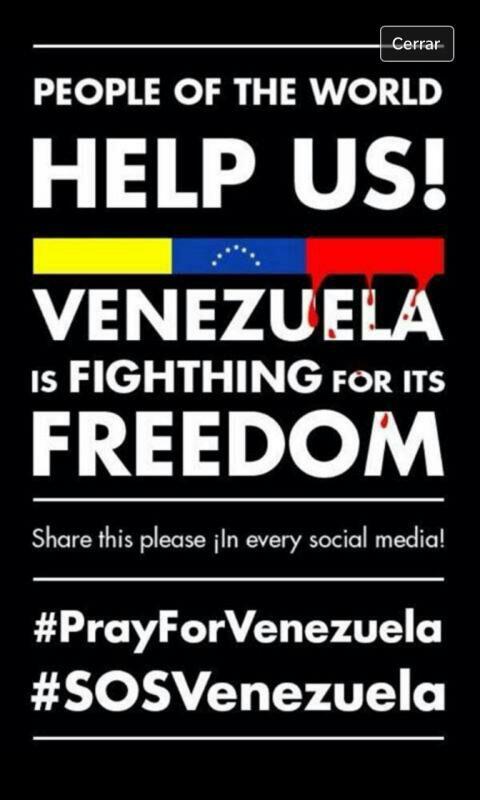 Cerrar
PEOPLE OF THE WORLD
HELP US!
VENEZUELA
IS FIGHTHING FOR ITS
FREEDOM
Share this please ¡In every social media!
#PrayForVenezuela
#SOSVenezuela